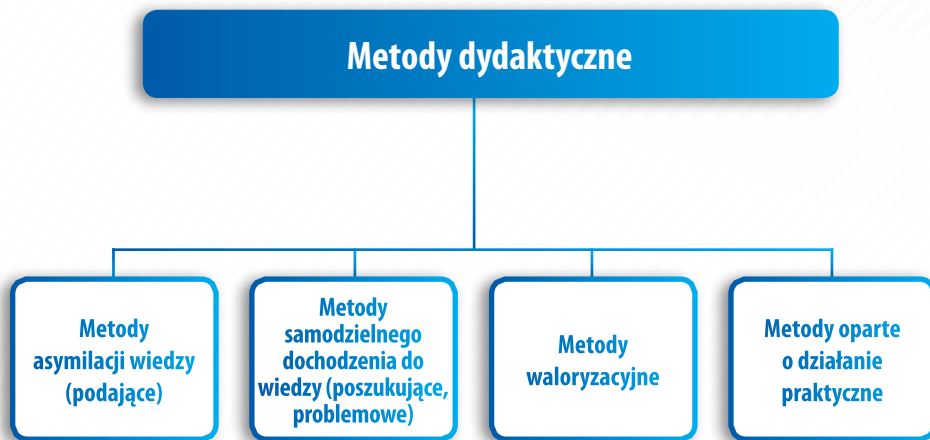 Metody dydaktyczne
Metody
asymilacji wiedzy
(podające)
Metody
samodzielnego
dochodzenia do
wiedzy (poszukujące,
problemowe)
Metody
waloryzacyjne
Metody oparte
o działanie
praktyczne